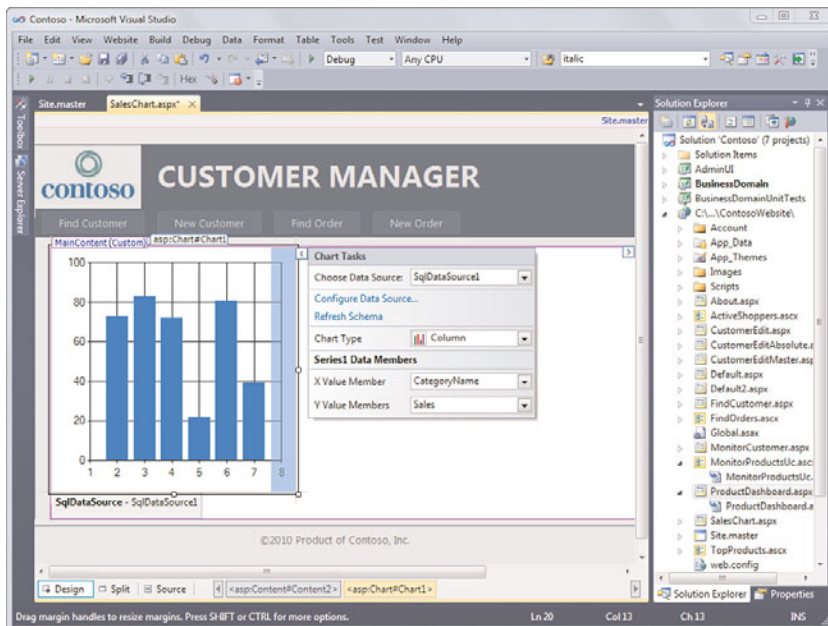 Contoso - Microsoft Visual Studio
File Edit View Website Build Debug Data Format Table Tools Test Window Help
Debug Any CPU italic
Hex
Toolbox
Server Explorer
Site.master SalesChart.aspx*
Site.master
contoso
CUSTOMER MANAGER
Find Customer New Customer Find Order New Order
MainContent (Custom) asp:Chart#Chart1
100
80
60
40
20
0
1 2 3 4 5 6 7 8
SqlDataSource - SqlDataSource1
Chart Tasks
Choose Data Source: SqlDataSource1
Configure Data Source...
Refresh Schema
Chart Type Column
Series1 Data Members
X Value Member CategoryName
Y Value Members Sales
©2010 Product of Contoso, Inc.
Design Split Source <asp:Content#Content2> <asp:Chart#Chart1>
Solution Explorer
Solution 'Contoso' (7 projects)
Solution Items
AdminUI
BusinessDomain
BusinessDomainUnitTests
C:\...\ContosoWebsite\
Account
App_Data
App_Themes
Images
Scripts
About.aspx
ActiveShoppers.ascx
CustomerEdit.aspx
CustomerEditAbsolute.a
CustomerEditMaster.asp
Default.aspx
Default2.aspx
FindCustomer.aspx
FindOrders.ascx
Global.asax
MonitorCustomer.aspx
MonitorProductsUc.asc
MonitorProductsUc.
ProductDashboard.aspx
ProductDashboard.a
SalesChart.aspx
Site.master
TopProducts.ascx
web.config
Solution Explorer Properties
Drag margin handles to resize margins. Press SHIFT or CTRL for more options. Ln 20 Col 13 Ch 13 INS